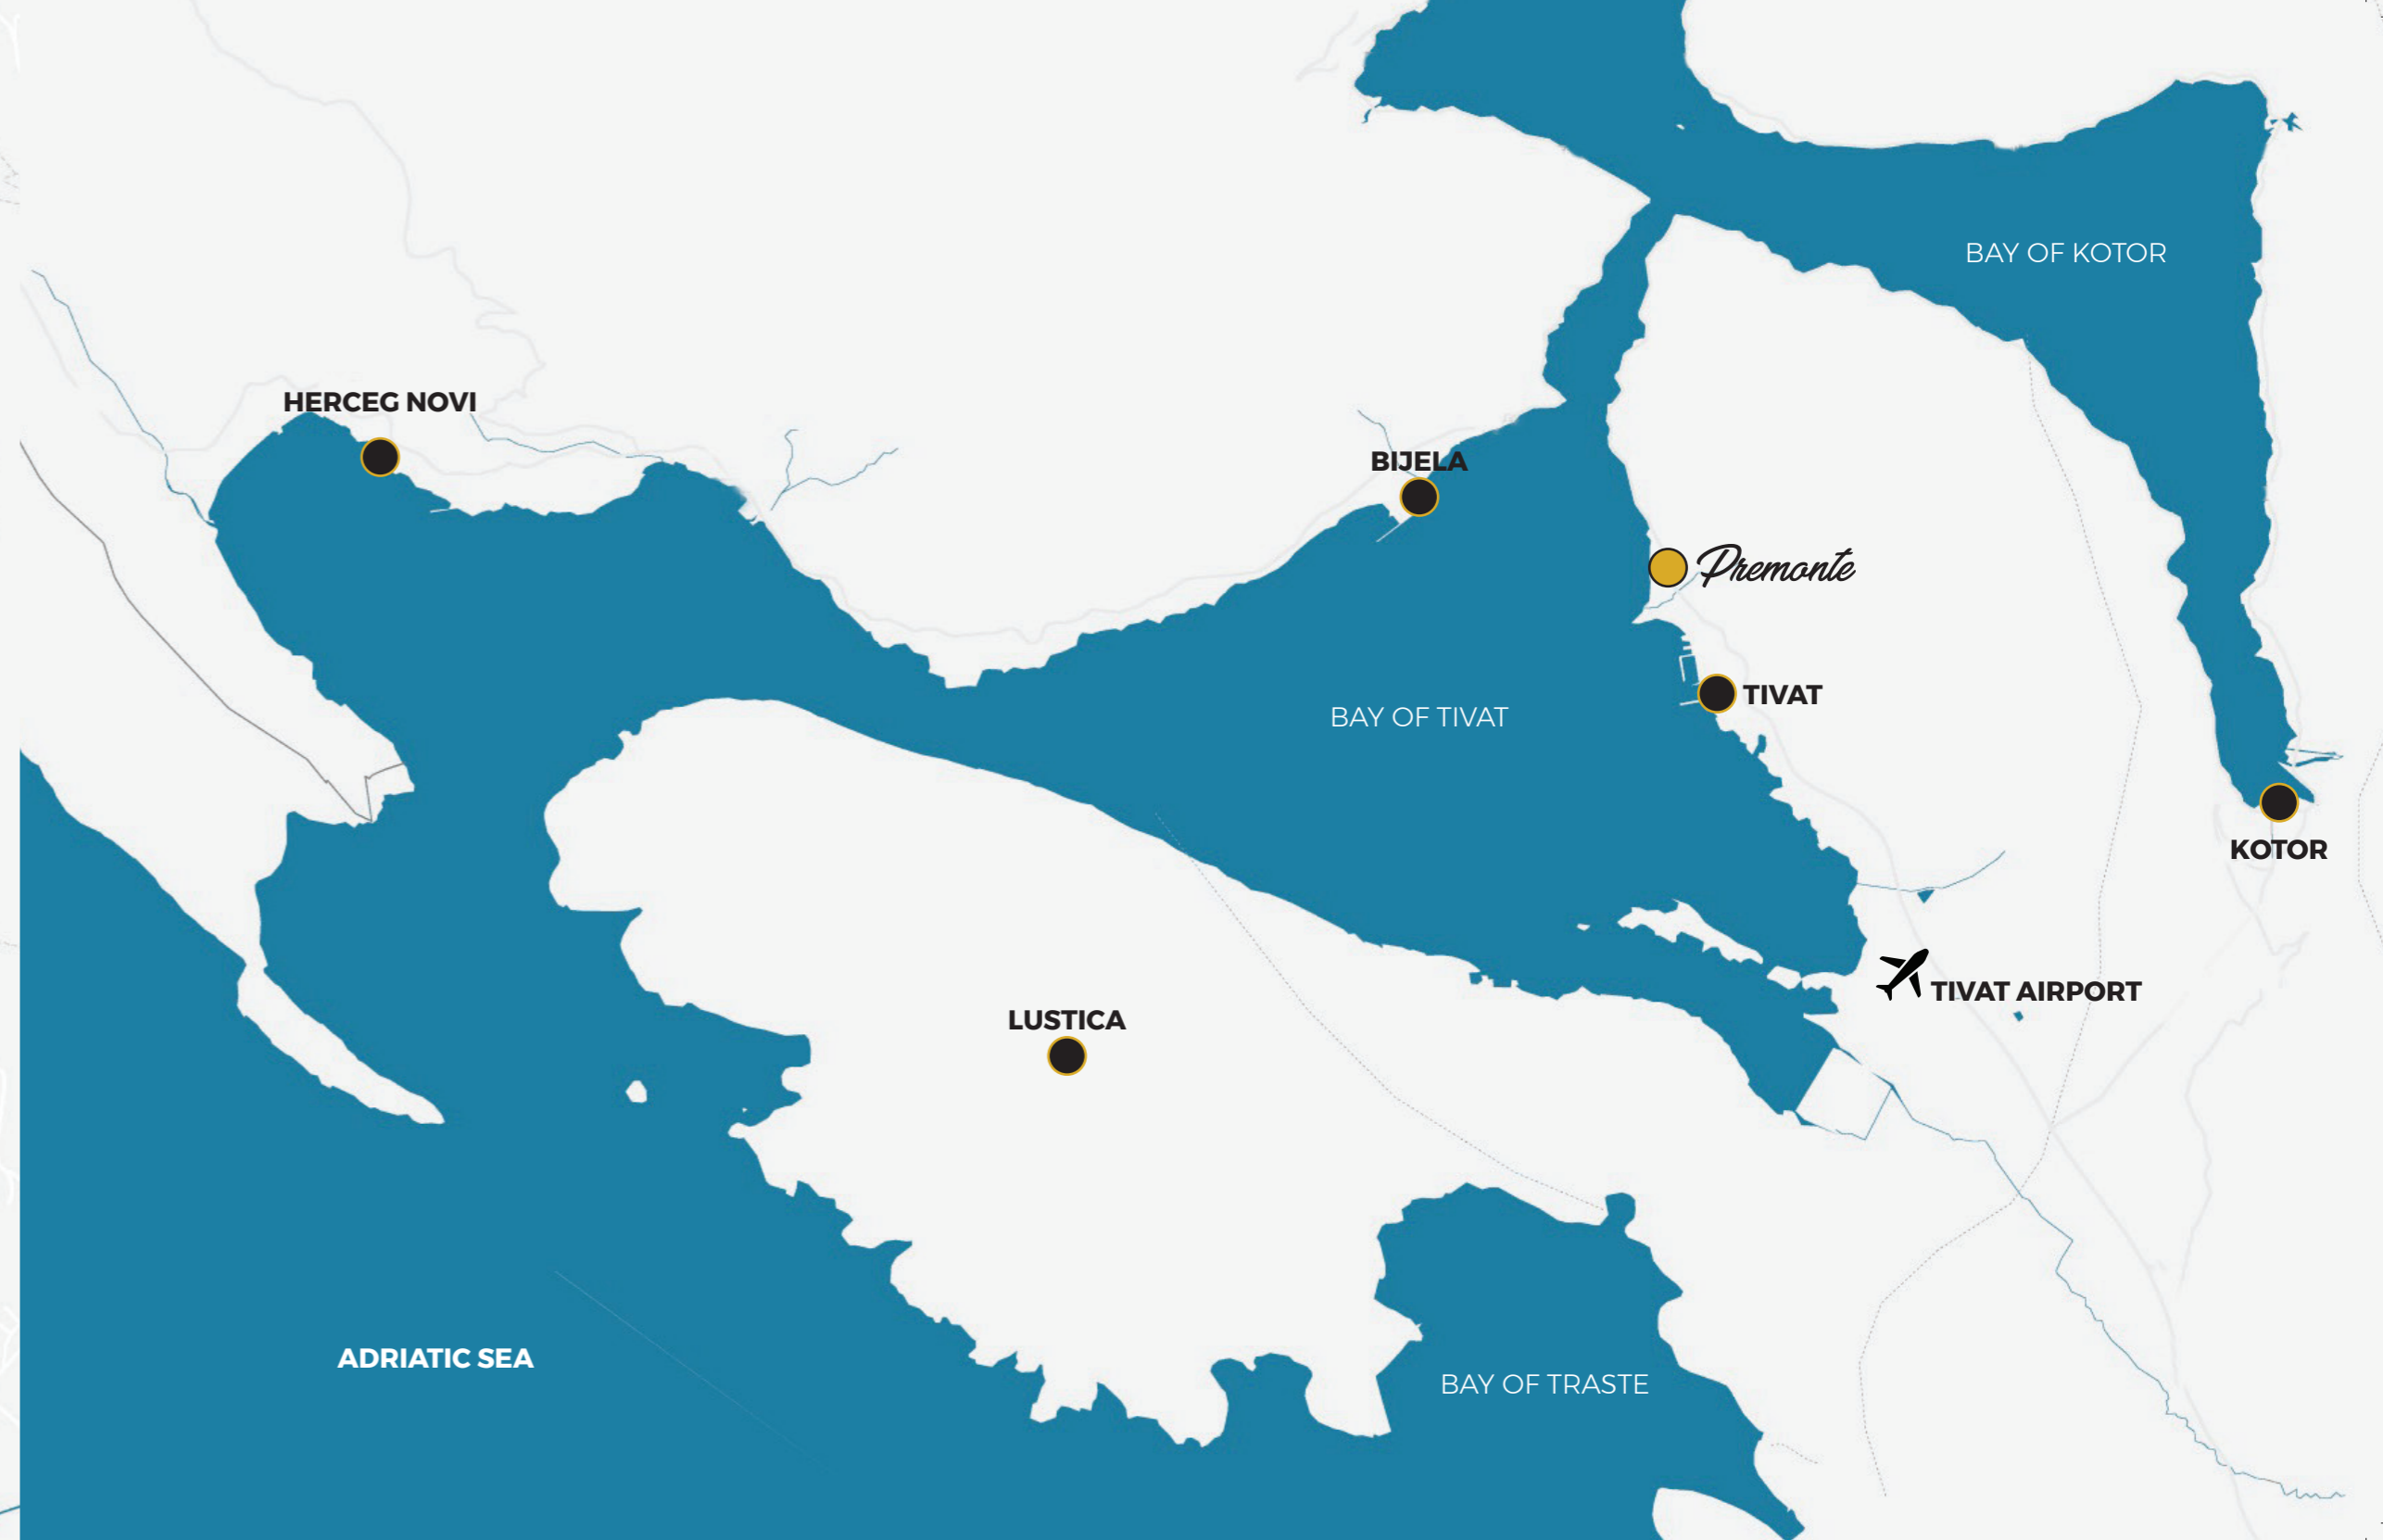 BAY OF KOTOR
HERCEG NOVI
BIJELA
Premonte
TIVAT
BAY OF TIVAT
KOTOR
TIVAT AIRPORT
LUSTICA
ADRIATIC SEA
BAY OF TRASTE